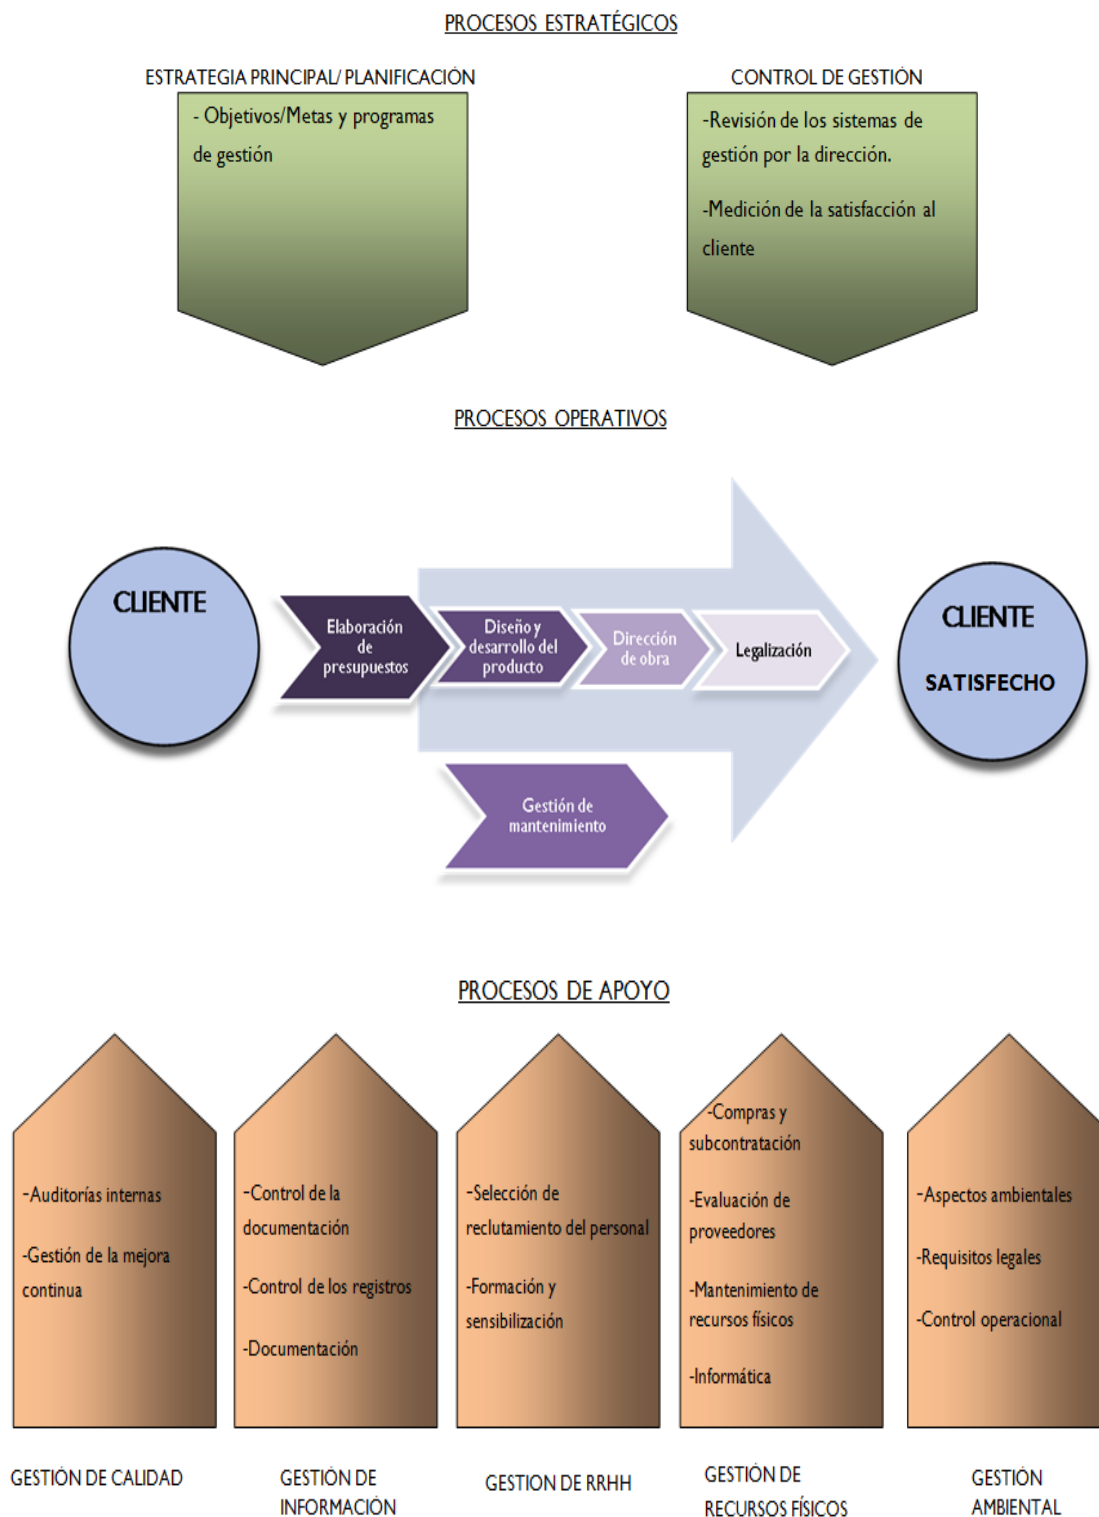 PROCESOS ESTRATÉGICOS
ESTRATEGIA PRINCIPAL/ PLANIFICACIÓN
- Objetivos/Metas y programas
de gestión
CONTROL DE GESTIÓN
-Revisión de los sistemas de
gestión por la dirección.
-Medición de la satisfacción al
cliente
PROCESOS OPERATIVOS
CLIENTE
Elaboración
de
presupuestos
Diseño y
desarrollo del
producto
Dirección
de obra
Legalización
CLIENTE
SATISFECHO
Gestión de
mantenimiento
PROCESOS DE APOYO
-Auditorías internas
-Gestión de la mejora
continua
GESTIÓN DE CALIDAD
-Control de la
documentación
-Control de los registros
-Documentación
GESTIÓN DE
INFORMACIÓN
-Selección de
reclutamiento del personal
-Formación y
sensibilización
GESTION DE RRHH
-Compras y
subcontratación
-Evaluación de
proveedores
-Mantenimiento de
recursos físicos
-Informática
GESTIÓN DE
RECURSOS FÍSICOS
-Aspectos ambientales
-Requisitos legales
-Control operacional
GESTIÓN
AMBIENTAL